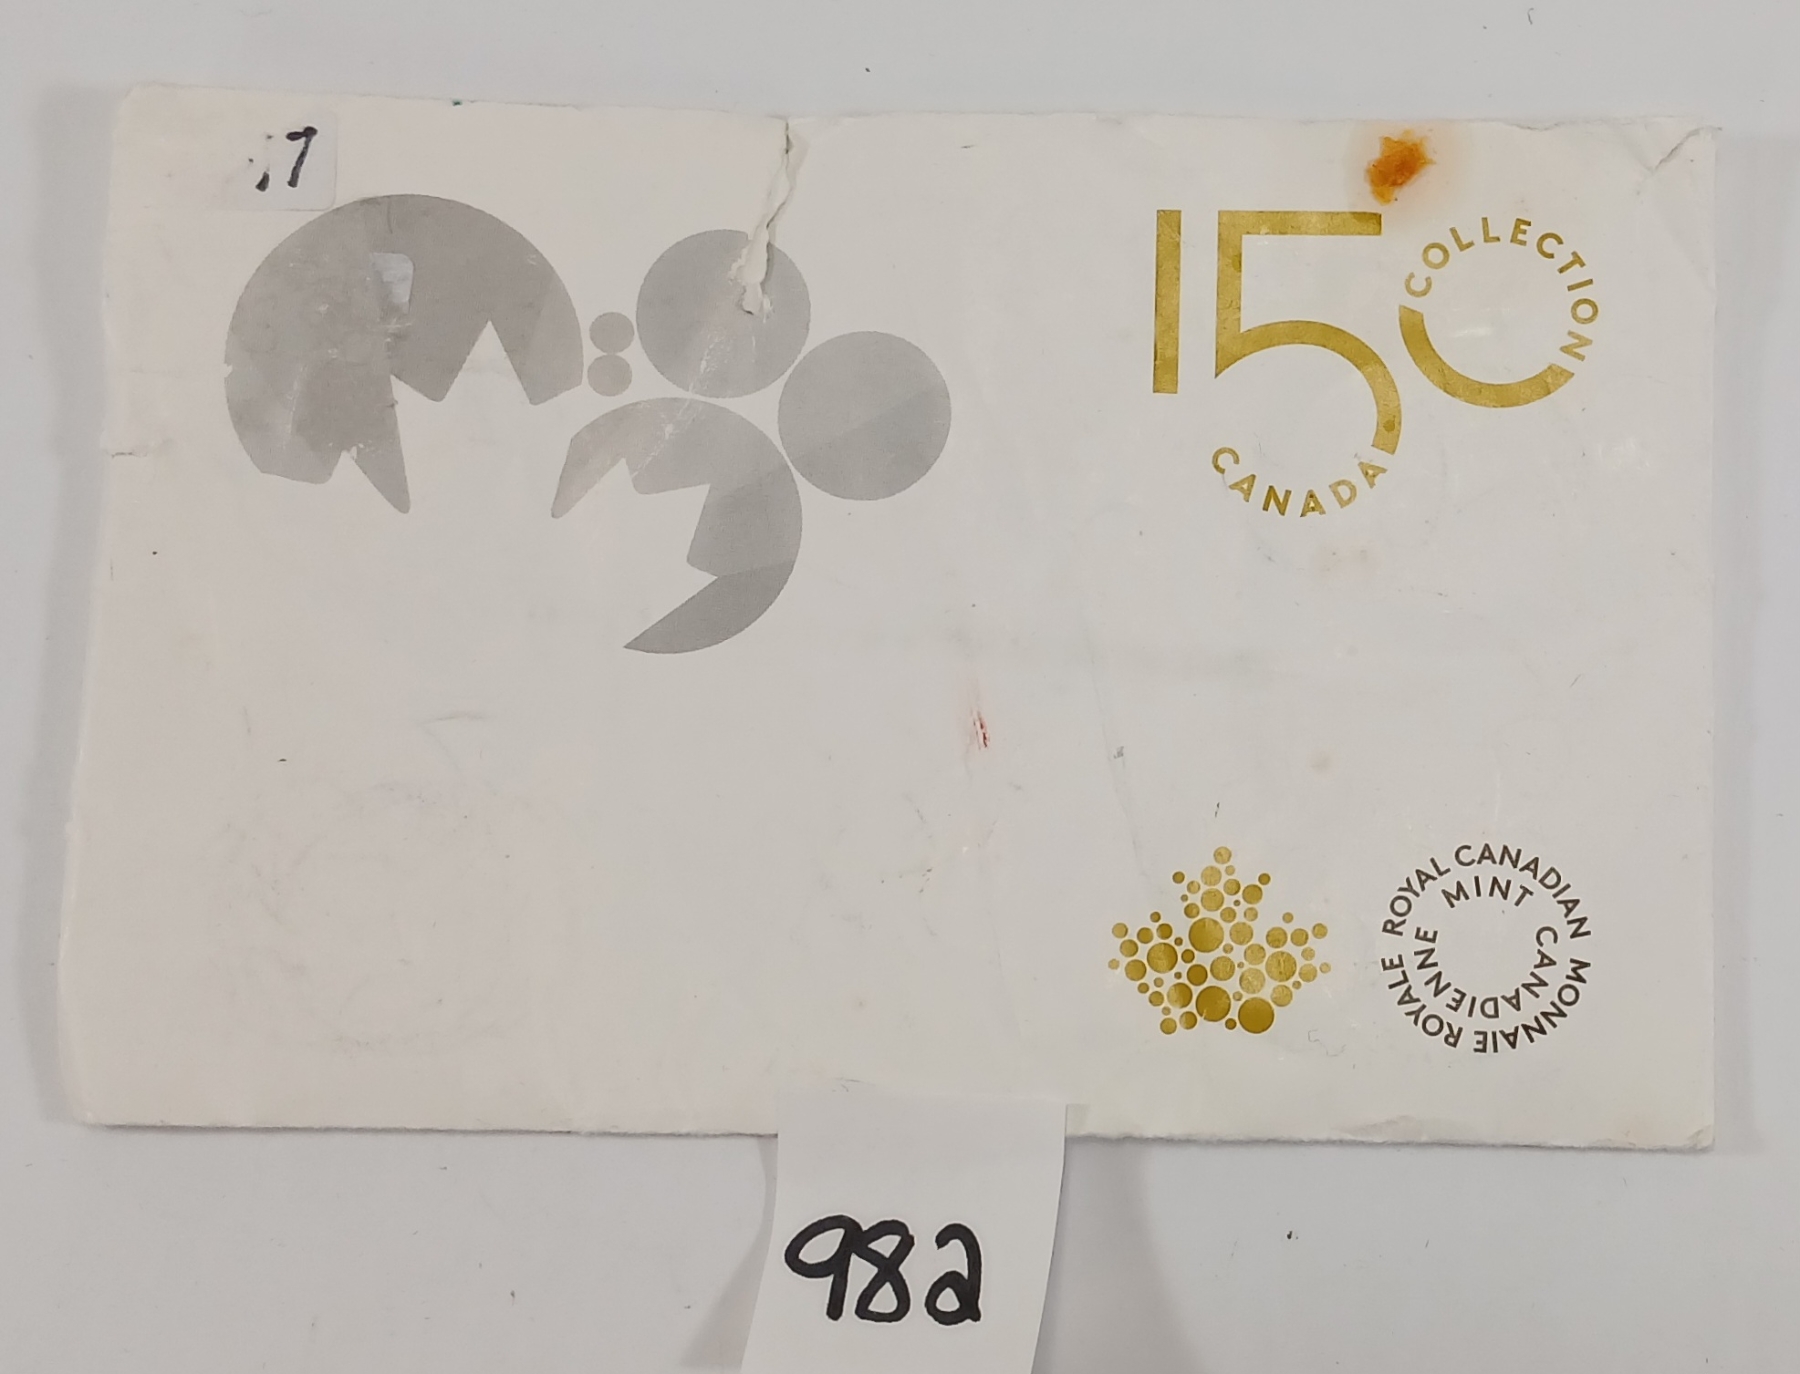 17
150
COLLECTION
CANADA
ROYAL CANADIAN MINT
MONNAIE ROYALE CANADIENNE
982